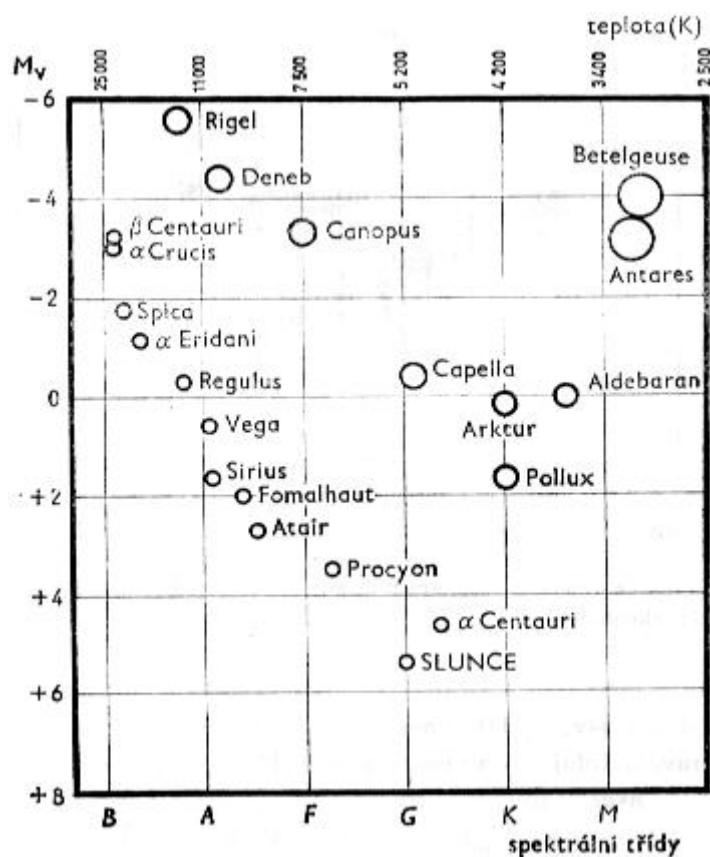 teplota(K)
Mv
25000
11000
7500
5200
4200
3400
2500
-6
Rigel
Betelgeuse
Deneb
-4
β Centauri
α Crucis
Canopus
Antares
-2
Spica
α Eridani
Capella
Regulus
Aldebaran
0
Vega
Arktur
Sirius
Pollux
Fomalhaut
+2
Atair
Procyon
+4
α Centauri
SLUNCE
+6
+8
B A F G K M
spektrální třídy